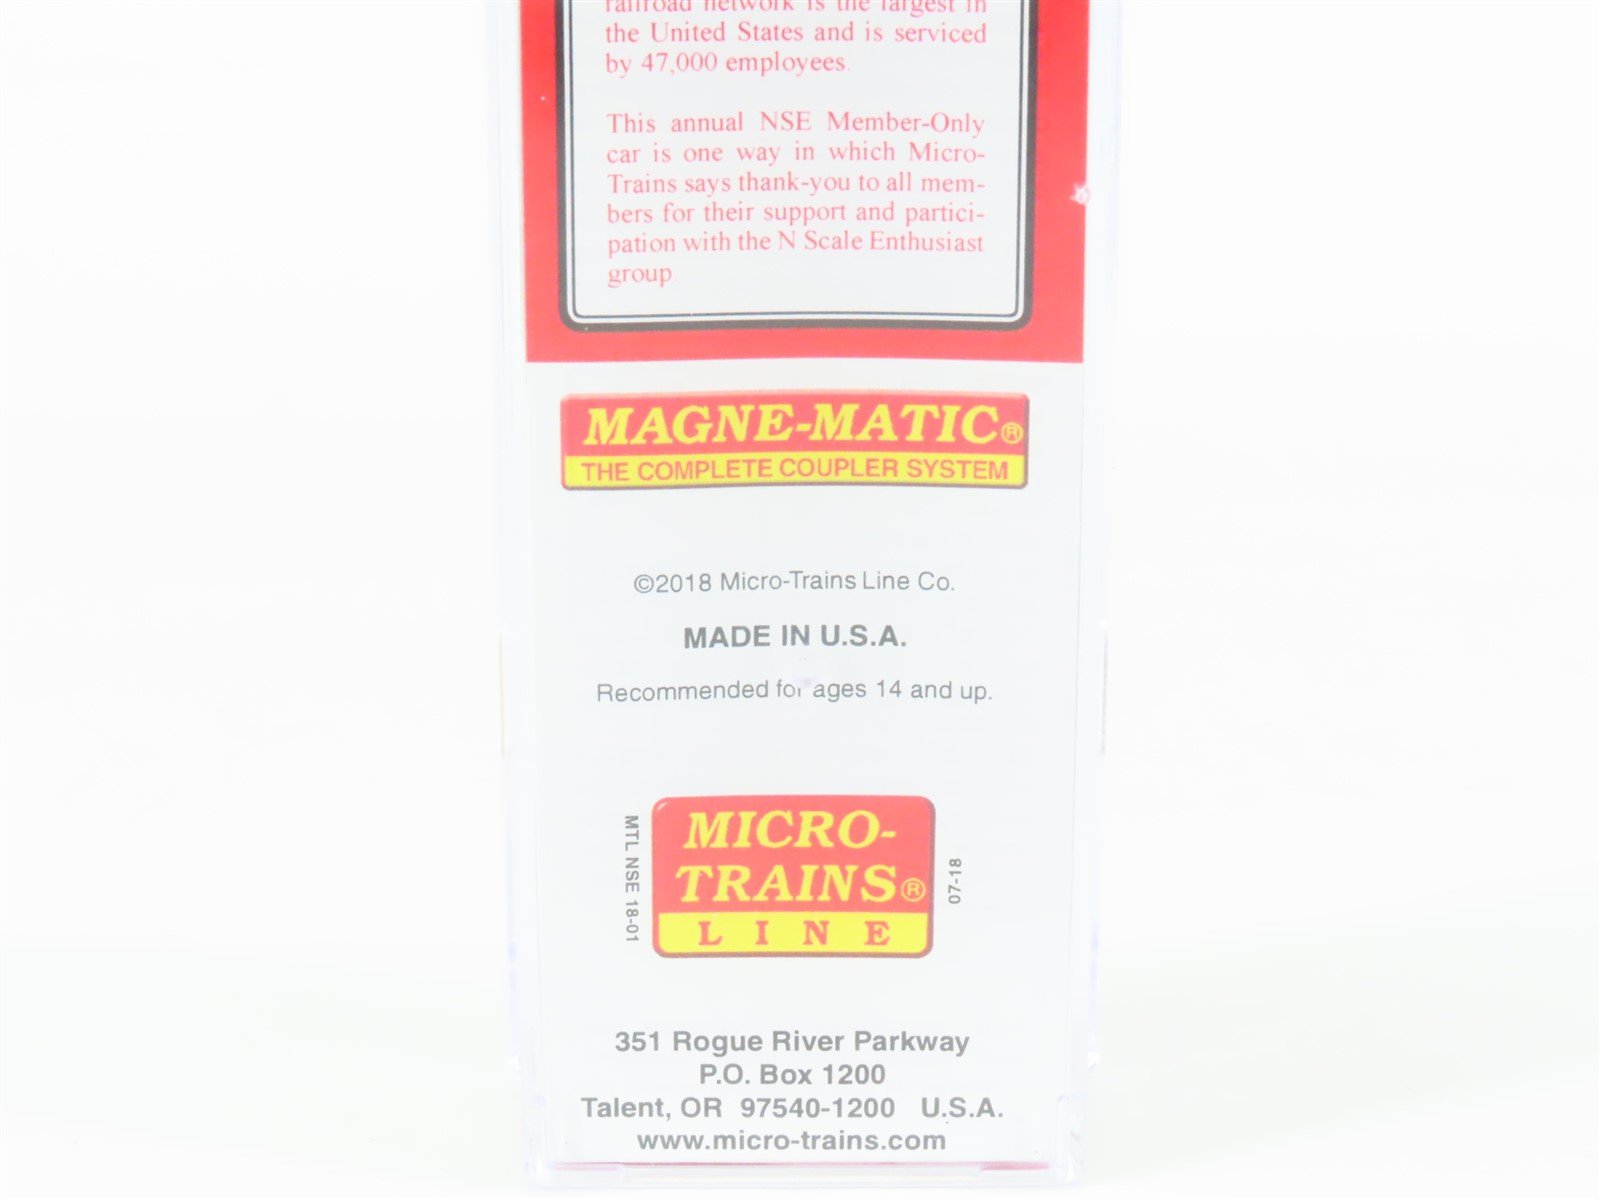 railroad network is the largest in
the United States and is serviced
by 47,000 employees.
This annual NSE Member-Only
car is one way in which Micro-
Trains says thank-you to all mem-
bers for their support and partici-
pation with the N Scale Enthusiast
group.
MAGNE-MATIC®
THE COMPLETE COUPLER SYSTEM
©2018 Micro-Trains Line Co.
MADE IN U.S.A.
Recommended for ages 14 and up.
MTL NSE 18-01
MICRO-
TRAINS®
LINE
07-18
351 Rogue River Parkway
P.O. Box 1200
Talent, OR 97540-1200 U.S.A.
www.micro-trains.com